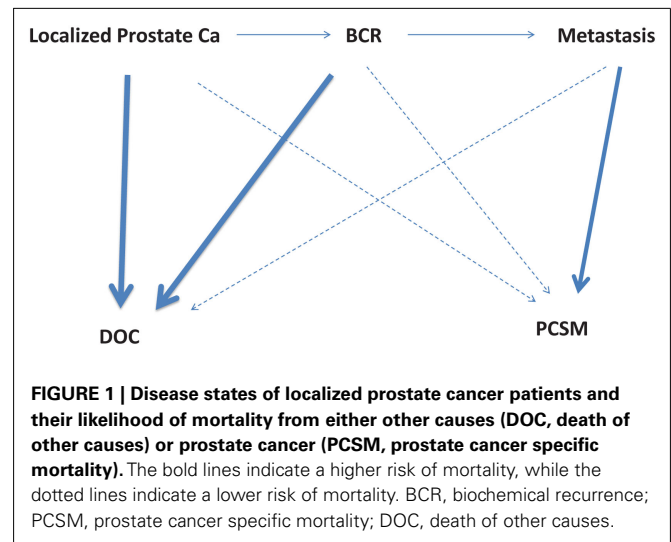 Localized Prostate Ca BCR Metastasis
DOC PCSM
FIGURE 1 | Disease states of localized prostate cancer patients and
their likelihood of mortality from either other causes (DOC, death of
other causes) or prostate cancer (PCSM, prostate cancer specific
mortality). The bold lines indicate a higher risk of mortality, while the
dotted lines indicate a lower risk of mortality. BCR, biochemical recurrence;
PCSM, prostate cancer specific mortality; DOC, death of other causes.